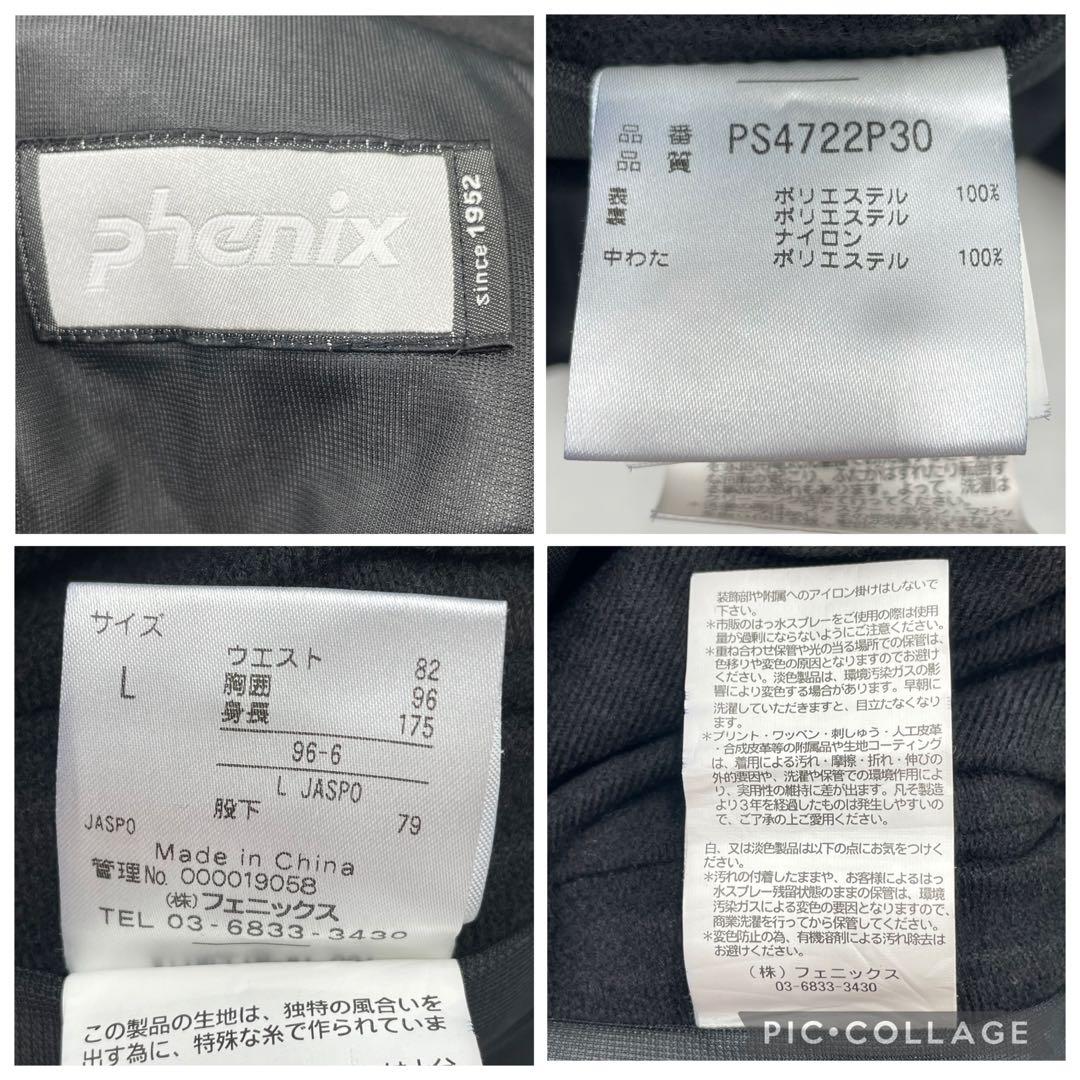 phenix
since 1952
品番 PS4722P30
品質
ポリエステル 100%
ポリエステル
ナイロン
中わた ポリエステル 100%
サイズ
L
ウエスト 82
胸囲 96
身長 175
96-6
L JASPO
股下 79
JASPO
Made in China
管理No. 000019058
(株)フェニックス
TEL 03-6833-3430
この製品の生地は、独特の風合いを
出す為に、特殊な糸で作られていま
装飾部や附属へのアイロン掛けはしないで
下さい。
*市販のはっ水スプレーをご使用の際は使用
量が過剰にならないようにご注意ください。
*重ね合わせ保管や光の当る場所での保管は、
色移りや変色の原因となりますのでお避け
ください。淡色製品は、環境汚染ガスの影
響により変色する場合があります。早朝に
洗濯していただきますと、目立たなくなり
ます。
*プリント・ワッペン・刺しゅう・人工皮革
・合成皮革等の附属品や生地コーティング
は、着用による汚れ・摩擦・折れ・伸びの
外的要因や、洗濯や保管での環境作用によ
り、実用性の維持に差が出ます。凡そ製造
より3年を経過したものは発生しやすいの
で、ご了承の上ご愛用ください。
白、又は淡色製品は以下の点にお気をつけく
ださい。
*汚れの付着したままや、お客様によるはっ
水スプレー残留状態のままの保管は、環境
汚染ガスによる変色の要因となりますので、
商業洗濯を行ってから保管してください。
*変色防止の為、有機溶剤による汚れ除去は
お避けください。
(株)フェニックス
03-6833-3430
PIC•COLLAGE